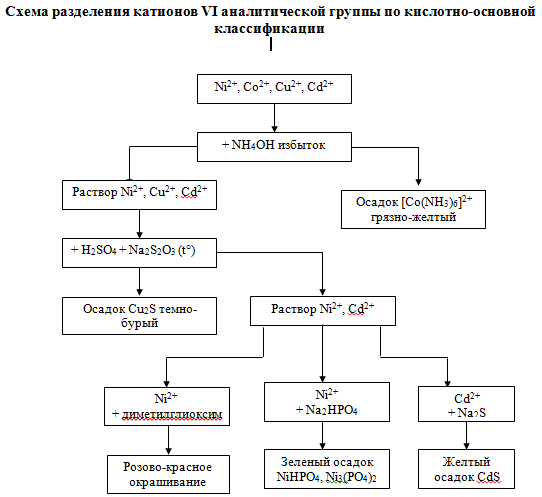 Схема разделения катионов VI аналитической группы по кислотно-основной
классификации
Ni2+, Co2+, Cu2+, Cd2+
+ NH4OH избыток
Раствор Ni2+, Cu2+, Cd2+
Осадок [Co(NH3)6]2+
грязно-желтый
+ H2SO4 + Na2S2O3 (t°)
Осадок Cu2S темно-
бурый
Раствор Ni2+, Cd2+
Ni2+
+ диметилглиоксим
Ni2+
+ Na2HPO4
Cd2+
+ Na2S
Розово-красное
окрашивание
Зеленый осадок
NiHPO4, Ni3(PO4)2
Желтый
осадок CdS